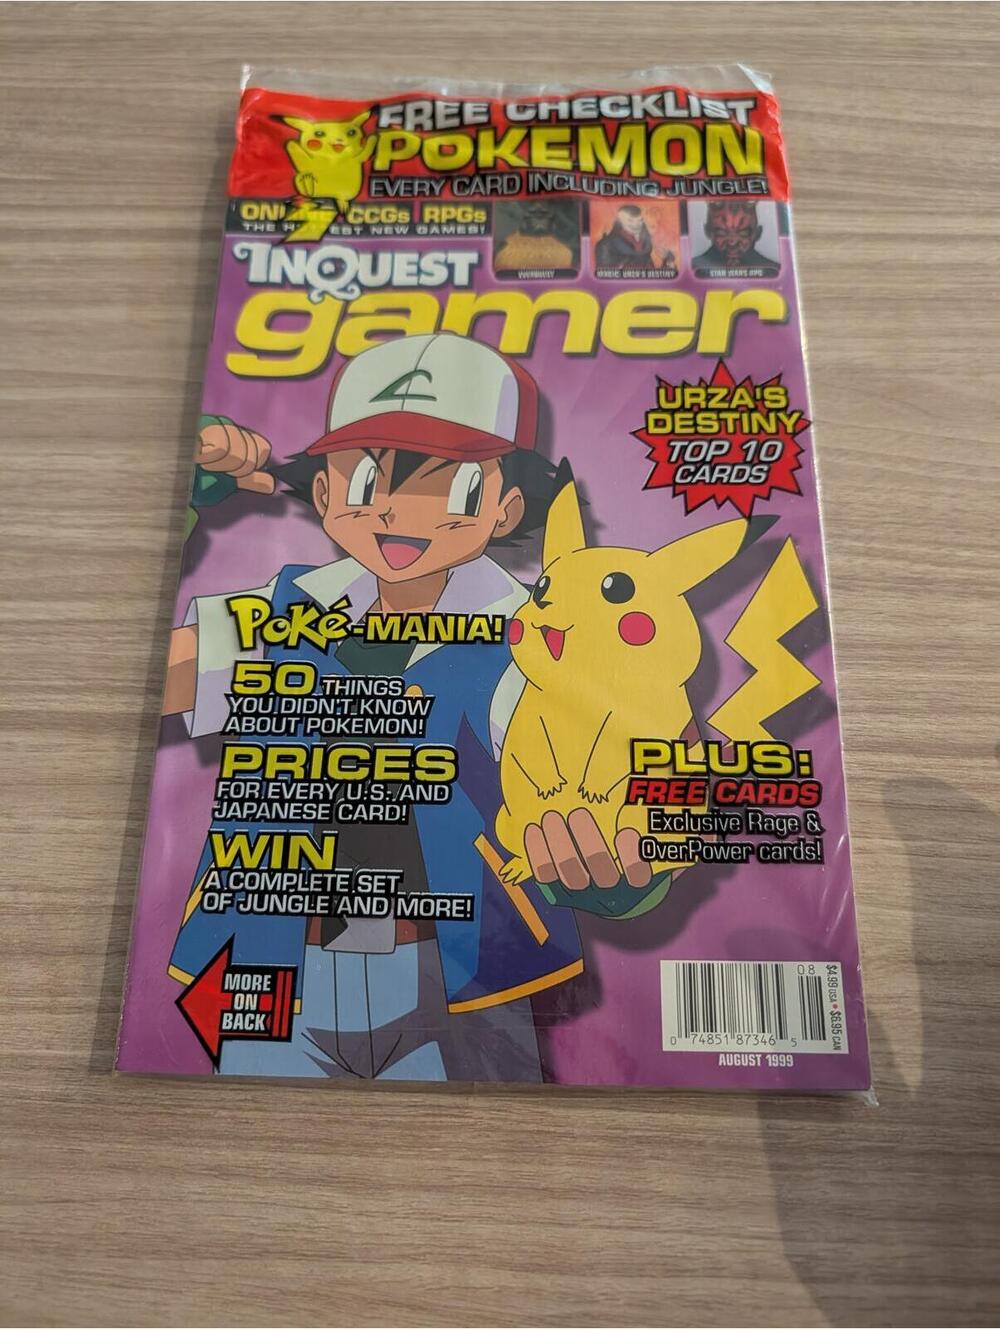 FREE CHECKLIST
POKEMON
EVERY CARD INCLUDING JUNGLE!
CCGs RPGs
NEW GAMES!
MAGIC: URZA'S DESTINY
STAR WARS RPG
INQUEST
gamer
URZA'S
DESTINY
TOP 10
CARDS
Poké-MANIA!
50 THINGS
YOU DIDN'T KNOW
ABOUT POKEMON!
PRICES
FOR EVERY U.S. AND
JAPANESE CARD!
WIN
A COMPLETE SET
OF JUNGLE AND MORE!
PLUS:
FREE CARDS
Exclusive Rage &
OverPower cards!
MORE
ON
BACK
08
$4.99 USA • $6.95 CAN
0 74851 87346 5
AUGUST 1999